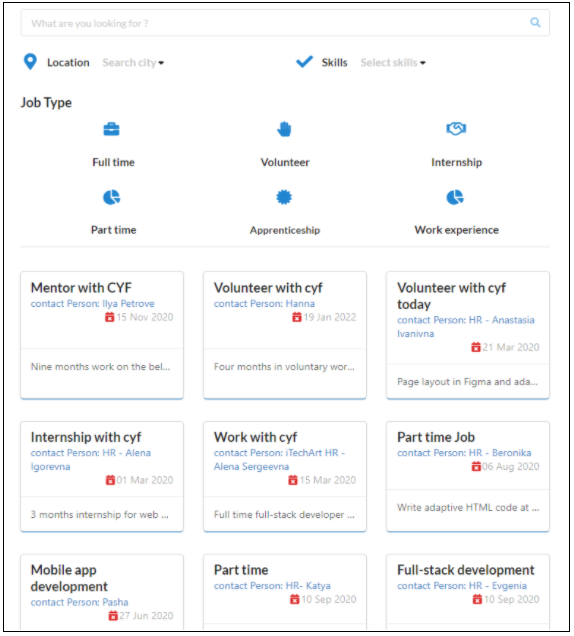 What are you looking for ?
Location Search city Skills Select skills
Job Type
Full time Volunteer Internship
Part time Apprenticeship Work experience
Mentor with CYF
contact Person: Ilya Petrove
15 Nov 2020
Nine months work on the bel...
Volunteer with cyf
contact Person: Hanna
19 Jan 2022
Four months in voluntary wor...
Volunteer with cyf
today
contact Person: HR - Anastasia
Ivanivna
21 Mar 2020
Page layout in Figma and ada...
Internship with cyf
contact Person: HR - Alena
Igorevna
01 Mar 2020
3 months internship for web ...
Work with cyf
contact Person: iTechArt HR -
Alena Sergeevna
15 Mar 2020
Full time full-stack developer ...
Part time Job
contact Person: HR - Beronika
06 Aug 2020
Write adaptive HTML code at ...
Mobile app
development
contact Person: Pasha
27 Jun 2020
Part time
contact Person: HR- Katya
10 Sep 2020
Full-stack development
contact Person: HR - Evgenia
10 Sep 2020